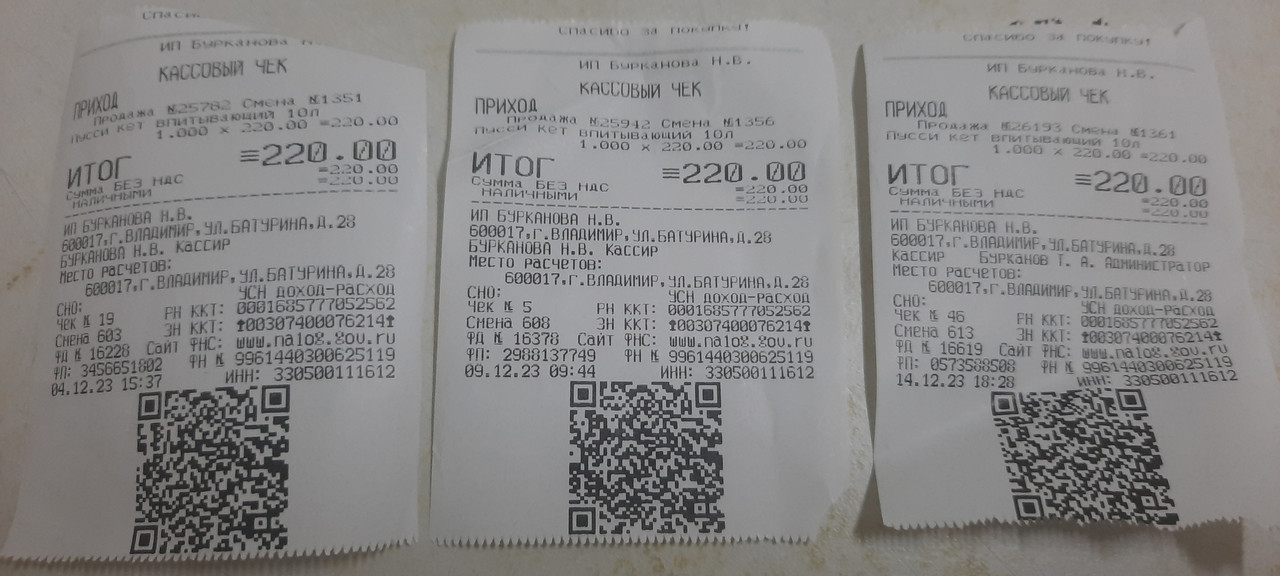 Спаси
ИП Бурканова Н.
КАССОВЫЙ ЧЕК
ПРИХОД
Продажа №25782 Смена №1351
Пусси кет впитывающий 10л
1.000 x 220.00 =220.00
ИТОГ ≡220.00
Сумма БЕЗ НДС =220.00
НАЛИЧНЫМИ =220.00
ИП БУРКАНОВА Н.В.
600017,г.ВЛАДИМИР,УЛ.БАТУРИНА,Д.28
БУРКАНОВА Н.В. Кассир
Место расчетов:
600017,г.ВЛАДИМИР,УЛ.БАТУРИНА,Д.28
СНО: УСН ДОХОД-РАСХОД
Чек № 19 РН ККТ: 0001685777052562
Смена 603 ЗН ККТ: 00307400076214
ФД № 16228 Сайт ФНС: www.nalog.gov.ru
ФП: 3456651802 ФН № 9961440300625119
04.12.23 15:37 ИНН: 330500111612
Спасибо за покупку!
ИП Бурканова Н.В.
КАССОВЫЙ ЧЕК
ПРИХОД
Продажа №25942 Смена №1356
Пусси кет впитывающий 10л
1.000 x 220.00 =220.00
ИТОГ ≡220.00
Сумма БЕЗ НДС =220.00
НАЛИЧНЫМИ =220.00
ИП БУРКАНОВА Н.В.
600017,г.ВЛАДИМИР,УЛ.БАТУРИНА,Д.28
БУРКАНОВА Н.В. Кассир
Место расчетов:
600017,г.ВЛАДИМИР,УЛ.БАТУРИНА,Д.28
СНО: УСН ДОХОД-РАСХОД
Чек № 5 РН ККТ: 0001685777052562
Смена 608 ЗН ККТ: 00307400076214
ФД № 16378 Сайт ФНС: www.nalog.gov.ru
ФП: 2988137749 ФН № 9961440300625119
09.12.23 09:44 ИНН: 330500111612
Спасибо за покупку!
ИП Бурканова Н.В.
КАССОВЫЙ ЧЕК
ПРИХОД
Продажа №26193 Смена №1361
Пусси кет впитывающий 10л
1.000 x 220.00 =220.00
ИТОГ ≡220.00
Сумма БЕЗ НДС =220.00
НАЛИЧНЫМИ =220.00
ИП БУРКАНОВА Н.В.
600017,г.ВЛАДИМИР,УЛ.БАТУРИНА,Д.28
Кассир Бурканов Т. А. Администратор
Место расчетов:
600017,г.ВЛАДИМИР,УЛ.БАТУРИНА,Д.28
СНО: УСН ДОХОД-РАСХОД
Чек № 46 РН ККТ: 0001685777052562
Смена 613 ЗН ККТ: 00307400076214
ФД № 16619 Сайт ФНС: www.nalog.gov.ru
ФП: 0573588508 ФН № 9961440300625119
14.12.23 18:28 ИНН: 330500111612